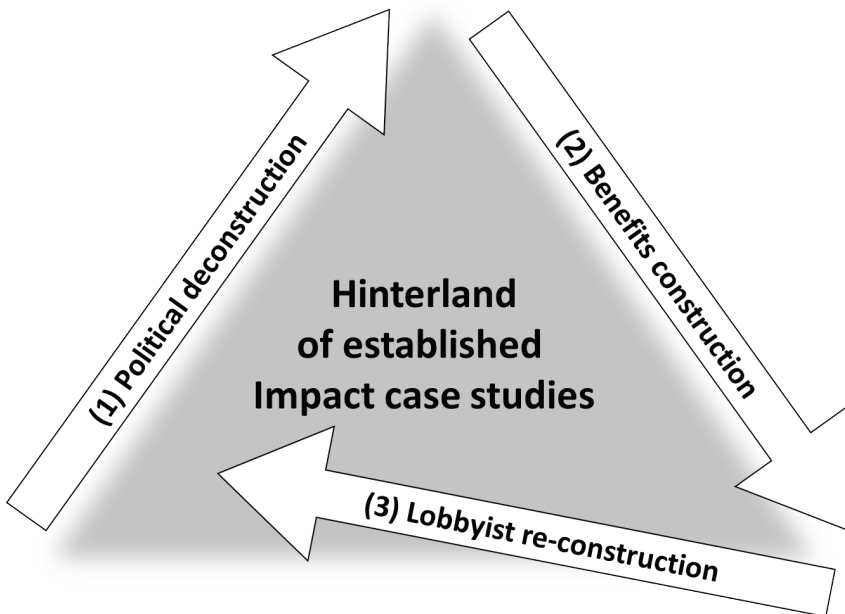 (1) Political deconstruction
(2) Benefits construction
Hinterland
of established
Impact case studies
(3) Lobbyist re-construction